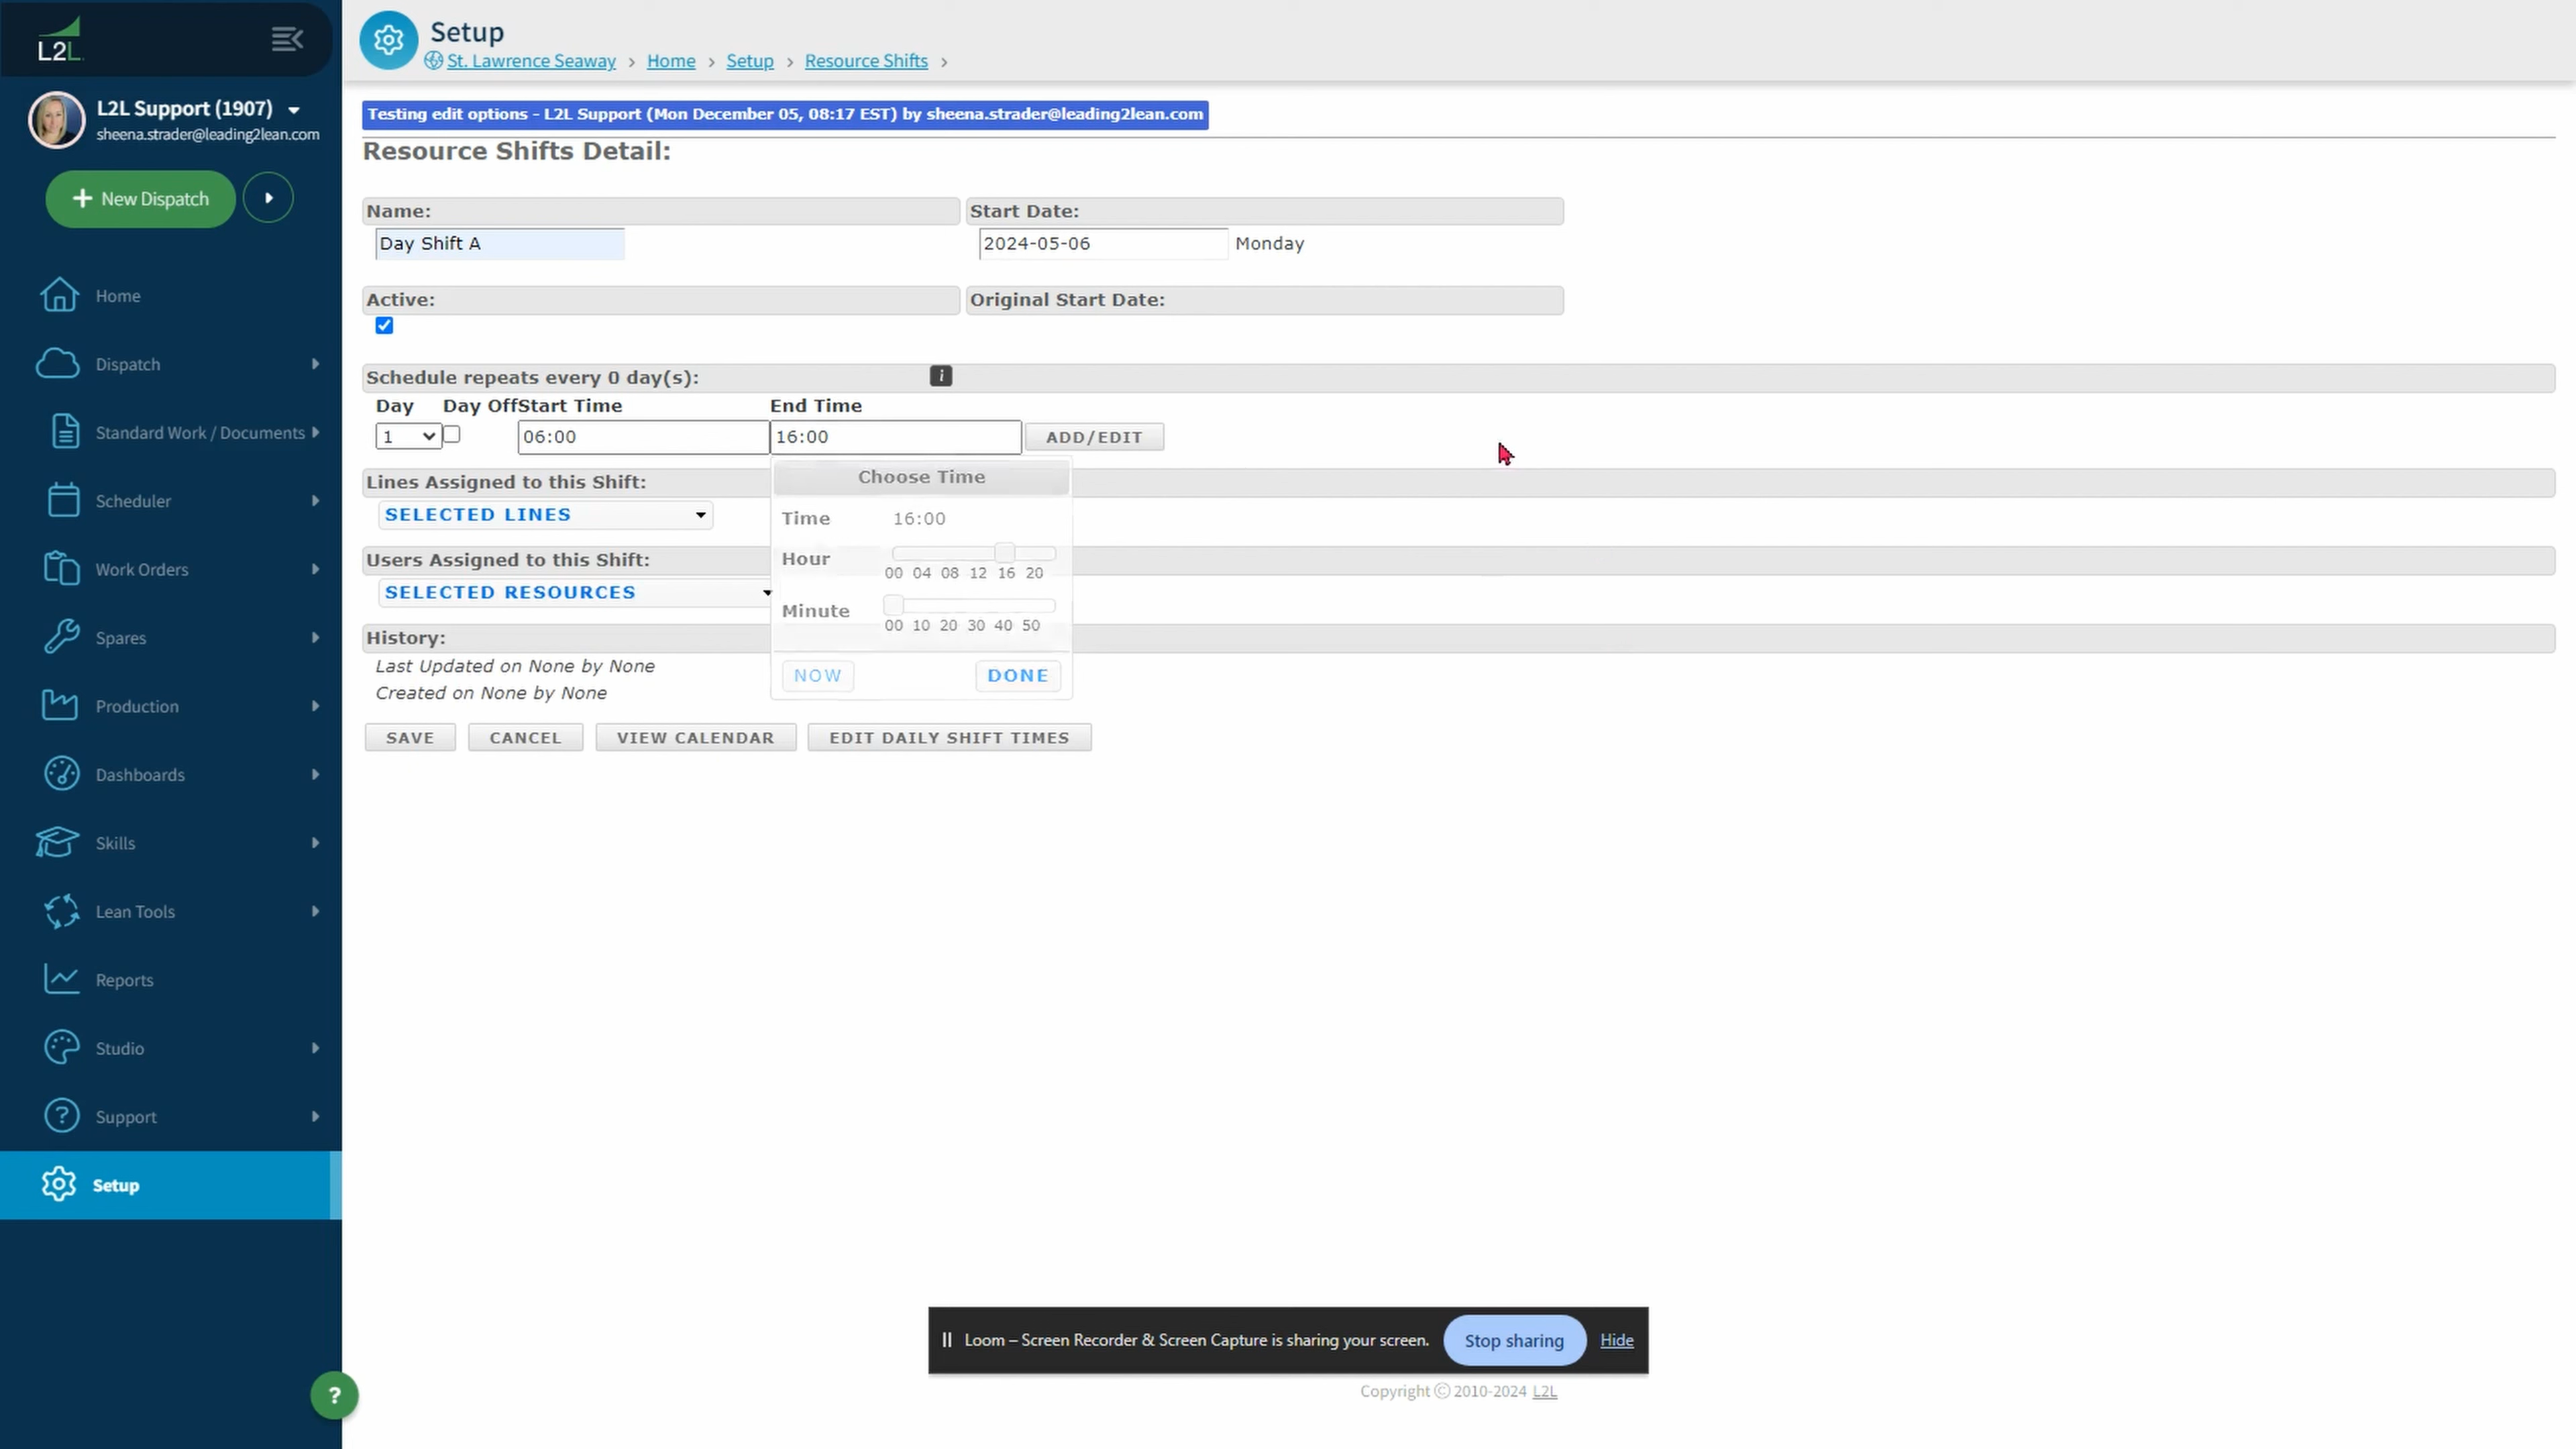 L2L
L2L Support (1907)
sheena.strader@leading2lean.com
+ New Dispatch
Home
Dispatch
Standard Work / Documents
Scheduler
Work Orders
Spares
Production
Dashboards
Skills
Lean Tools
Reports
Studio
Support
Setup
Setup
St. Lawrence Seaway > Home > Setup > Resource Shifts >
Testing edit options - L2L Support (Mon December 05, 08:17 EST) by sheena.strader@leading2lean.com
Resource Shifts Detail:
Name: Start Date:
Day Shift A 2024-05-06 Monday
Active: Original Start Date:
Schedule repeats every 0 day(s): i
Day Day Off Start Time End Time
1 06:00 16:00 ADD/EDIT
Lines Assigned to this Shift:
SELECTED LINES
Users Assigned to this Shift:
SELECTED RESOURCES
History:
Last Updated on None by None
Created on None by None
Choose Time
Time 16:00
Hour
00 04 08 12 16 20
Minute
00 10 20 30 40 50
NOW DONE
SAVE CANCEL VIEW CALENDAR EDIT DAILY SHIFT TIMES
Loom – Screen Recorder & Screen Capture is sharing your screen. Stop sharing Hide
?
Copyright © 2010-2024 L2L